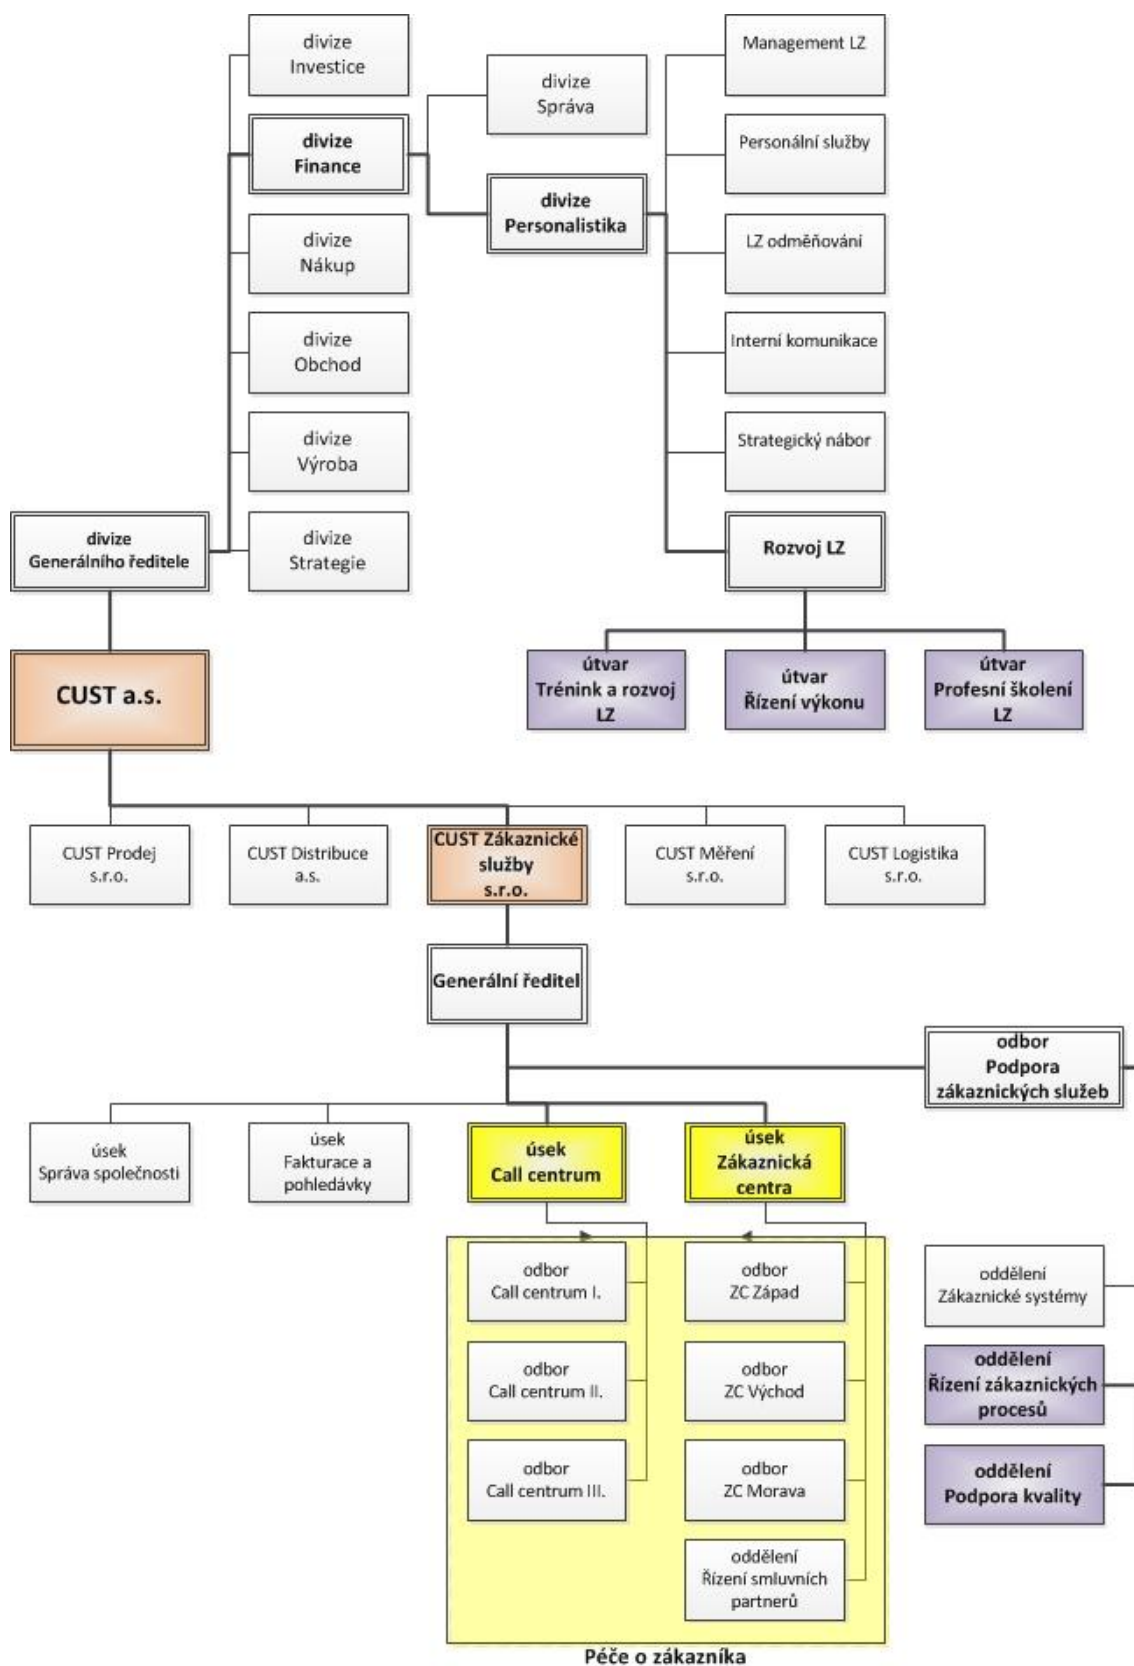 divize
Investice
divize
Finance
divize
Nákup
divize
Obchod
divize
Výroba
divize
Strategie
divize
Správa
divize
Personalistika
Management LZ
Personální služby
LZ odměňování
Interní komunikace
Strategický nábor
Rozvoj LZ
divize
Generálního ředitele
CUST a.s.
útvar
Trénink a rozvoj
LZ
útvar
Řízení výkonu
útvar
Profesní školení
LZ
CUST Prodej
s.r.o.
CUST Distribuce
a.s.
CUST Zákaznické
služby
s.r.o.
CUST Měření
s.r.o.
CUST Logistika
s.r.o.
Generální ředitel
odbor
Podpora
zákaznických služeb
úsek
Správa společnosti
úsek
Fakturace a
pohledávky
úsek
Call centrum
úsek
Zákaznická
centra
odbor
Call centrum I.
odbor
Call centrum II.
odbor
Call centrum III.
odbor
ZC Západ
odbor
ZC Východ
odbor
ZC Morava
oddělení
Řízení smluvních
partnerů
oddělení
Zákaznické systémy
oddělení
Řízení zákaznických
procesů
oddělení
Podpora kvality
Péče o zákazníka